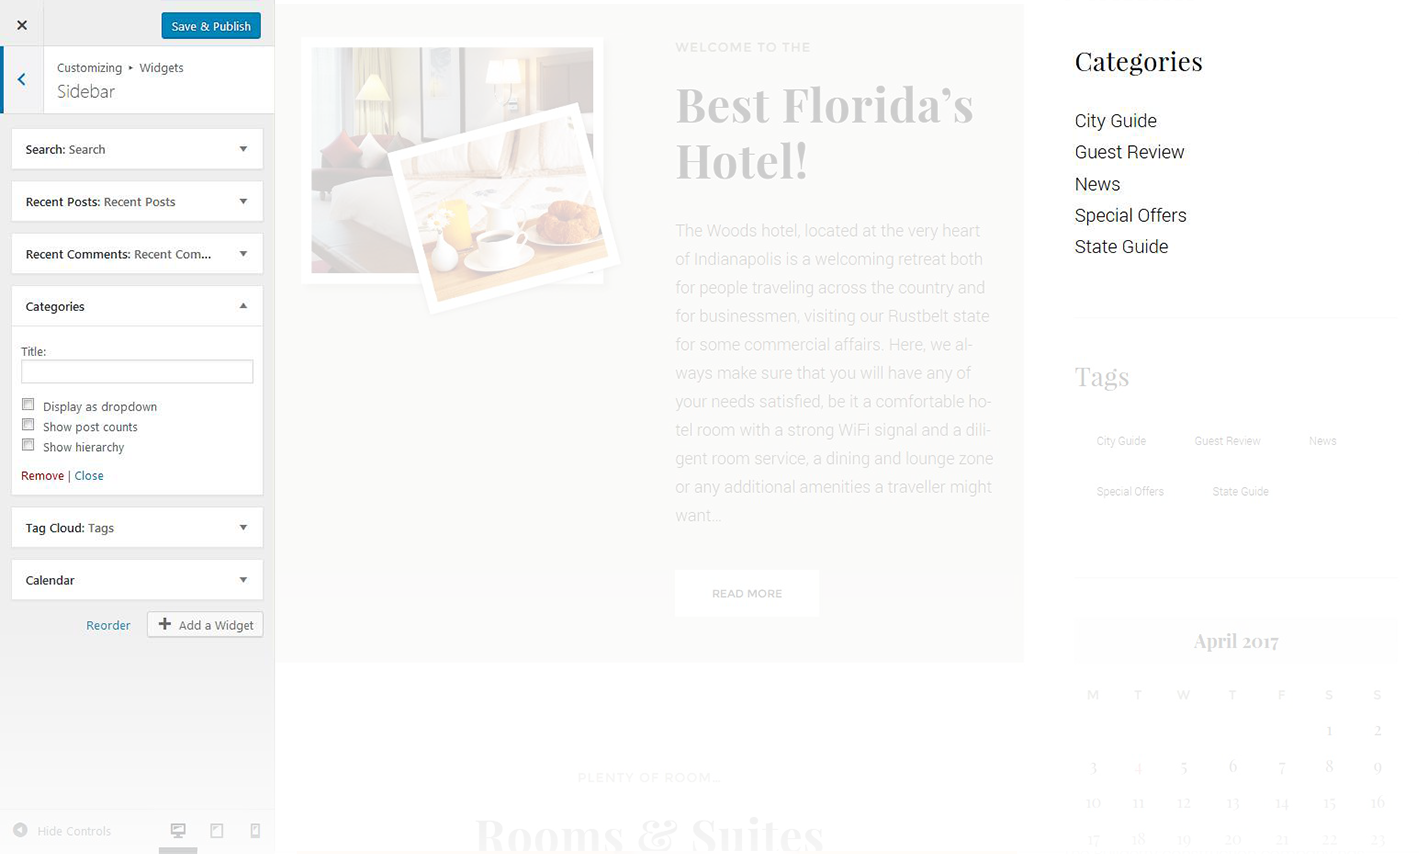 Save & Publish
Customizing ▸ Widgets
Sidebar
Search: Search
Recent Posts: Recent Posts
Recent Comments: Recent Com...
Categories
Title:
Display as dropdown
Show post counts
Show hierarchy
Remove | Close
Tag Cloud: Tags
Calendar
Reorder
Add a Widget
Hide Controls
WELCOME TO THE
Best Florida's
Hotel!
The Woods hotel, located at the very heart
of Indianapolis is a welcoming retreat both
for people traveling across the country and
for businessmen, visiting our Rustbelt state
for some commercial affairs. Here, we al-
ways make sure that you will have any of
your needs satisfied, be it a comfortable ho-
tel room with a strong WiFi signal and a dili-
gent room service, a dining and lounge zone
or any additional amenities a traveller might
want...
READ MORE
PLENTY OF ROOM...
Rooms & Suites
Categories
City Guide
Guest Review
News
Special Offers
State Guide
Tags
City Guide Guest Review News
Special Offers State Guide
April 2017
M T W T F S S
1 2
3 4 5 6 7 8 9
10 11 12 13 14 15 16
17 18 19 20 21 22 23